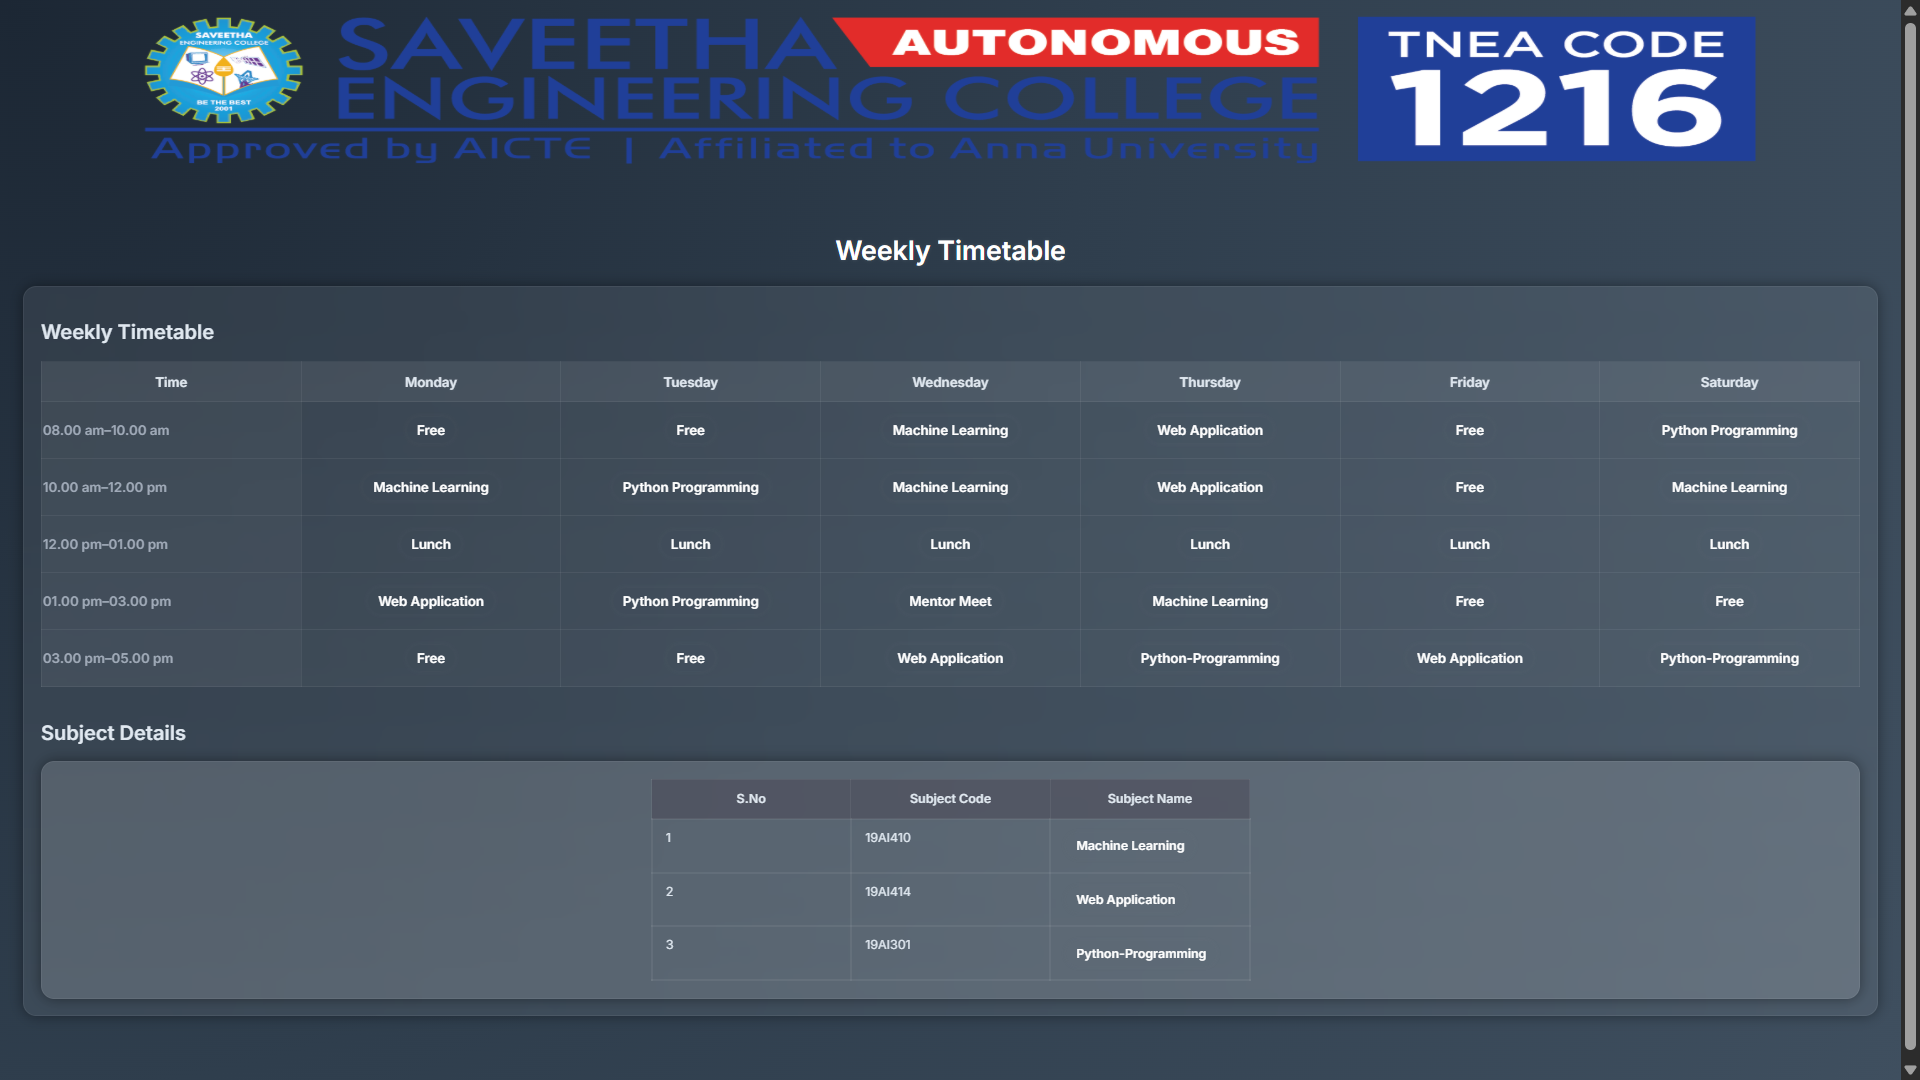 SAVEETHA
ENGINEERING COLLEGE
BE THE BEST
2001
SAVEETHA AUTONOMOUS
ENGINEERING COLLEGE
Approved by AICTE | Affiliated to Anna University
TNEA CODE
1216
Weekly Timetable
Weekly Timetable
Time Monday Tuesday Wednesday Thursday Friday Saturday
08.00 am–10.00 am Free Free Machine Learning Web Application Free Python Programming
10.00 am–12.00 pm Machine Learning Python Programming Machine Learning Web Application Free Machine Learning
12.00 pm–01.00 pm Lunch Lunch Lunch Lunch Lunch Lunch
01.00 pm–03.00 pm Web Application Python Programming Mentor Meet Machine Learning Free Free
03.00 pm–05.00 pm Free Free Web Application Python-Programming Web Application Python-Programming
Subject Details
S.No Subject Code Subject Name
1 19AI410 Machine Learning
2 19AI414 Web Application
3 19AI301 Python-Programming